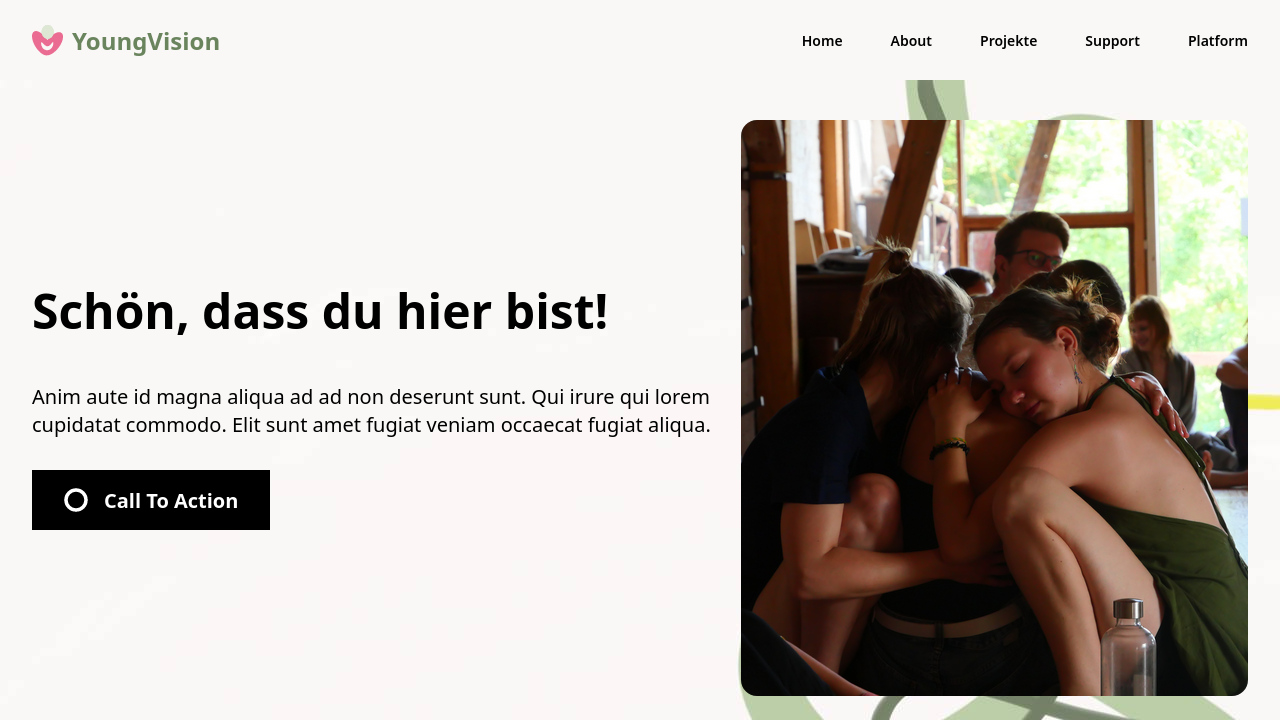 YoungVision
Home About Projekte Support Platform
Schön, dass du hier bist!
Anim aute id magna aliqua ad ad non deserunt sunt. Qui irure qui lorem
cupidatat commodo. Elit sunt amet fugiat veniam occaecat fugiat aliqua.
Call To Action